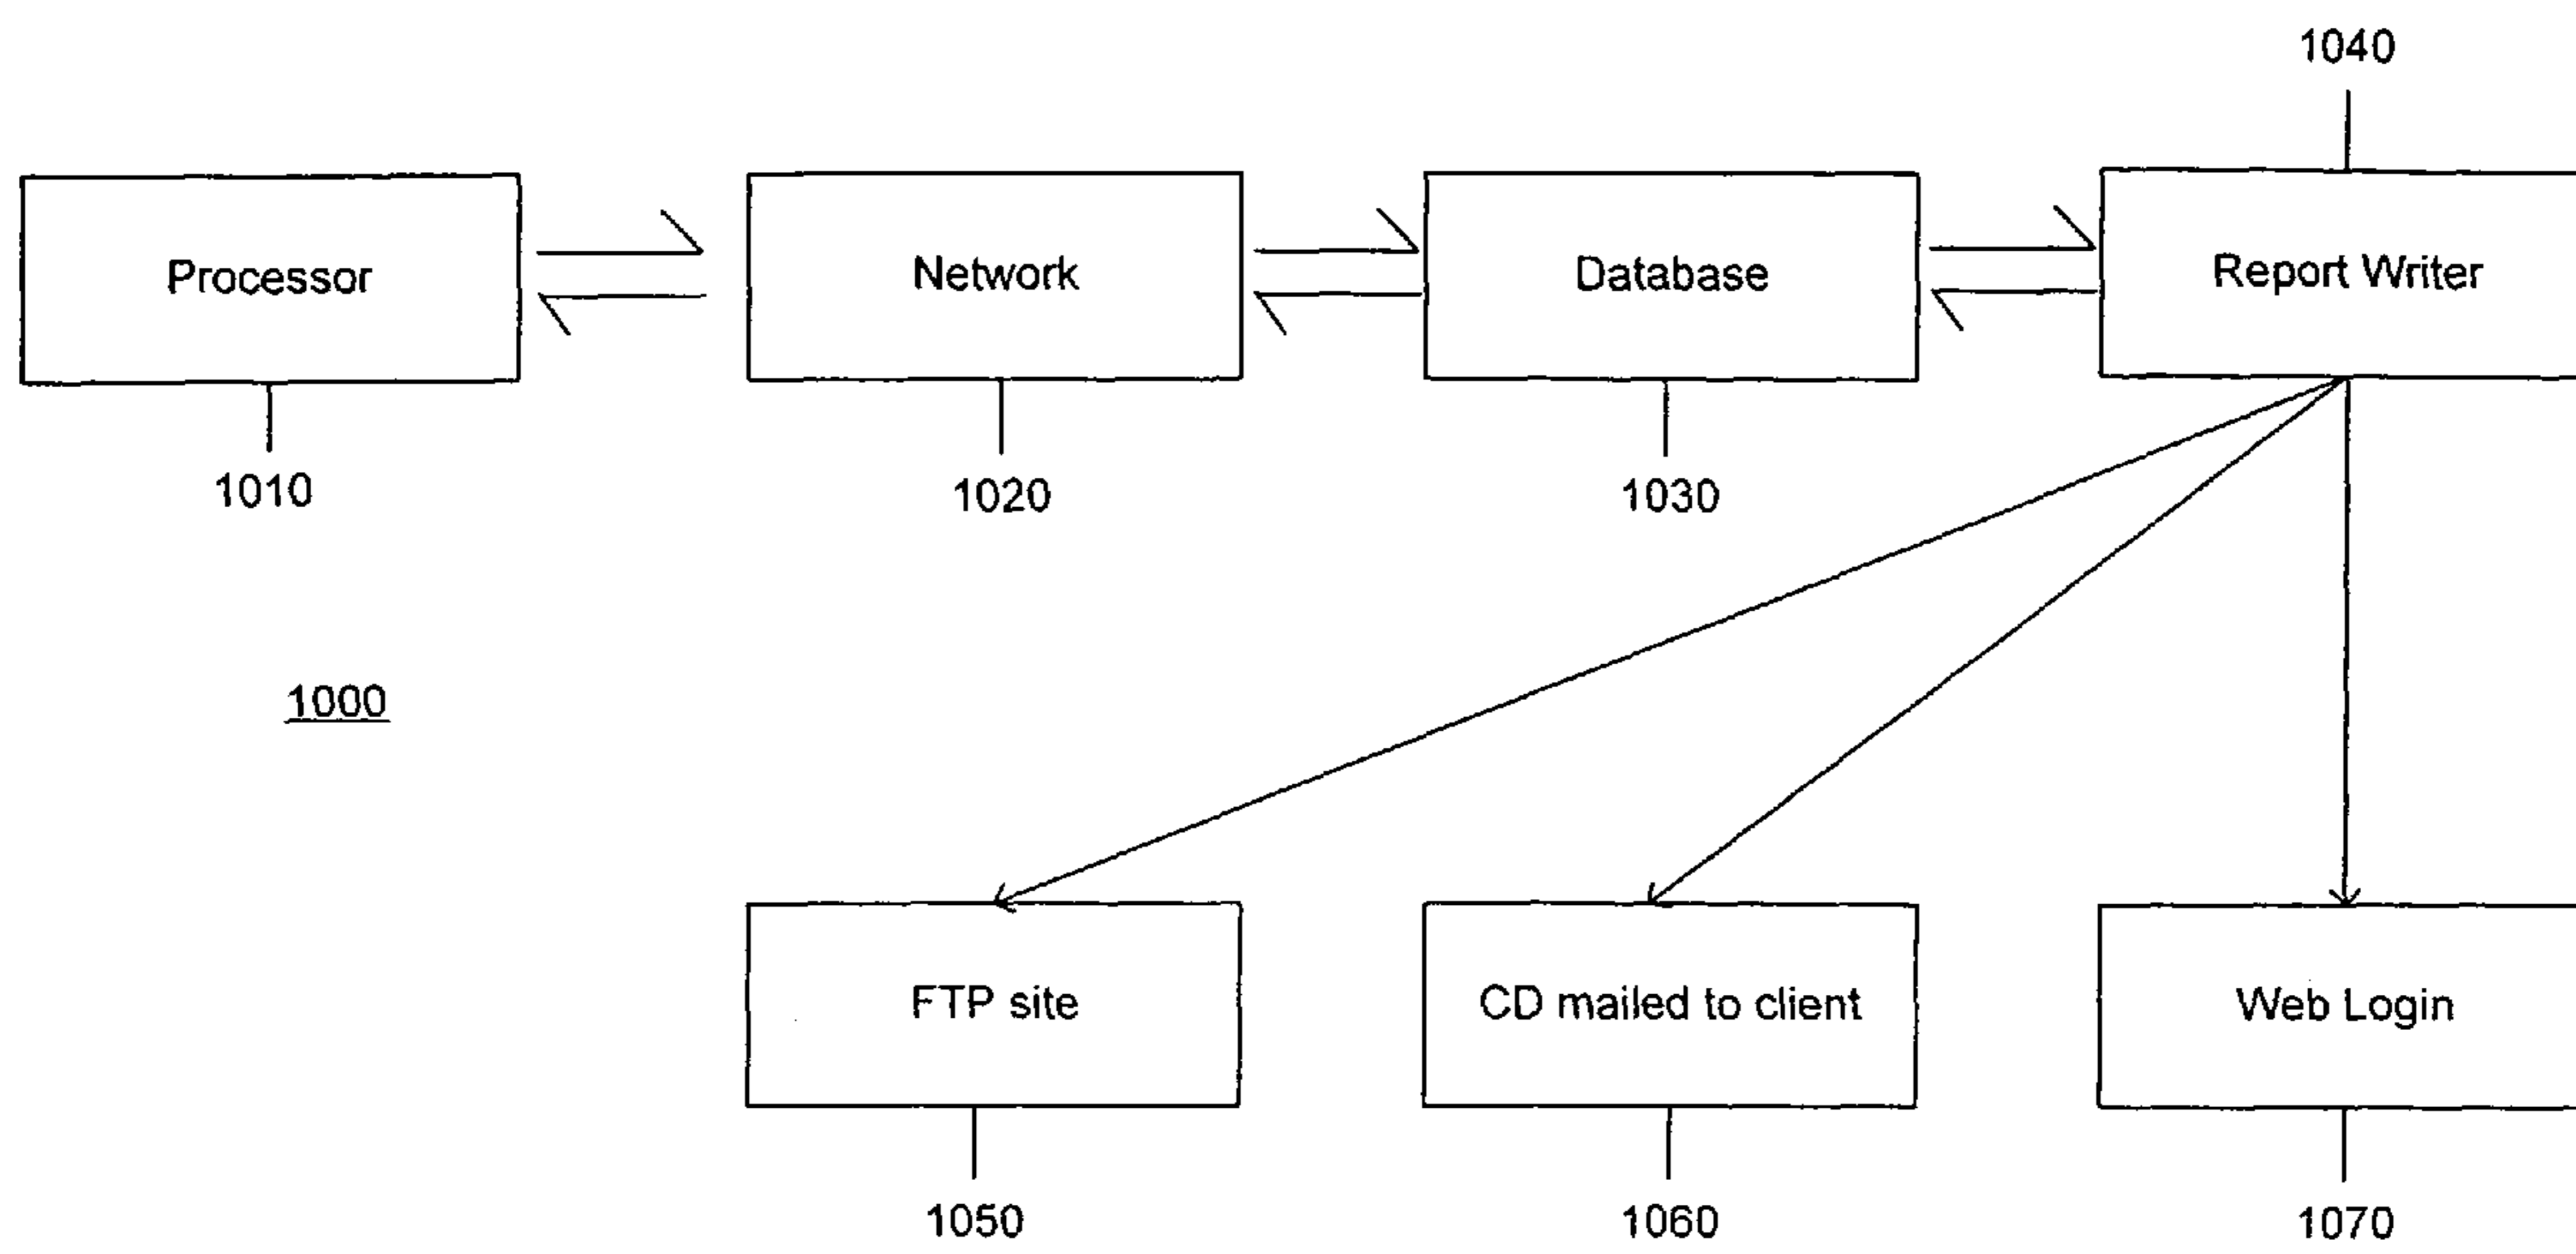 1040
Processor
Network
Database
Report Writer
1010
1020
1030
1000
FTP site
CD mailed to client
Web Login
1050
1060
1070